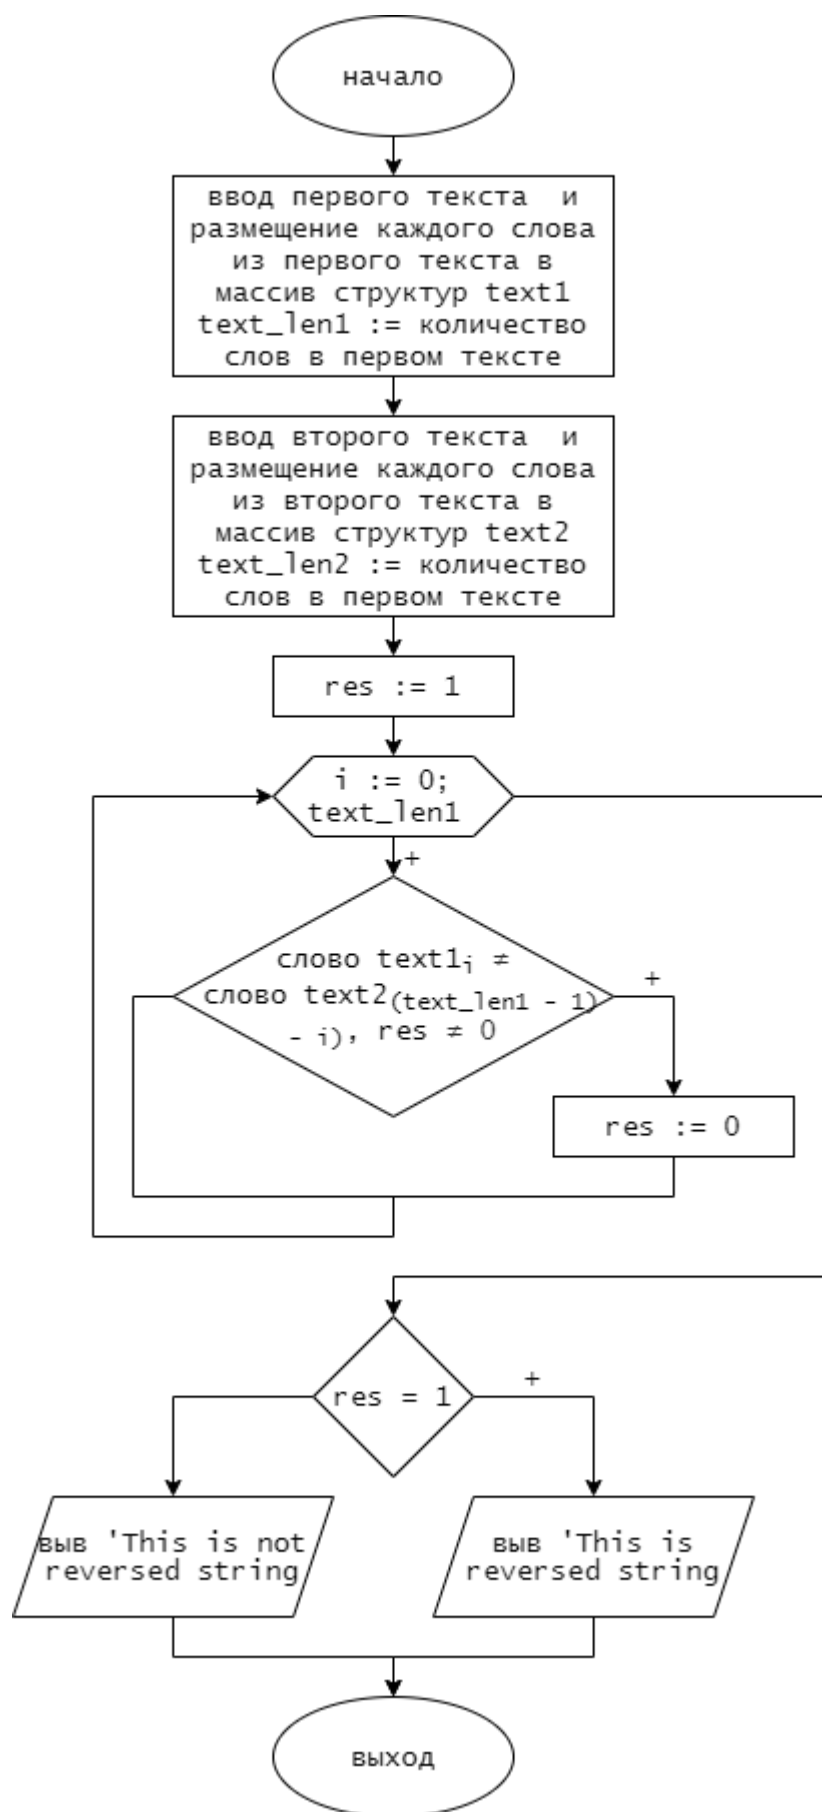 начало
ввод первого текста  и
размещение каждого слова
из первого текста в
массив структур text1
text_len1 := количество
слов в первом тексте
ввод второго текста  и
размещение каждого слова
из второго текста в
массив структур text2
text_len2 := количество
слов в первом тексте
res := 1
i := 0;
text_len1
+
слово text1i ≠
слово text2(text_len1 - 1)
- i), res ≠ 0
+
res := 0
res = 1
+
выв 'This is not
reversed string
выв 'This is
reversed string
выход